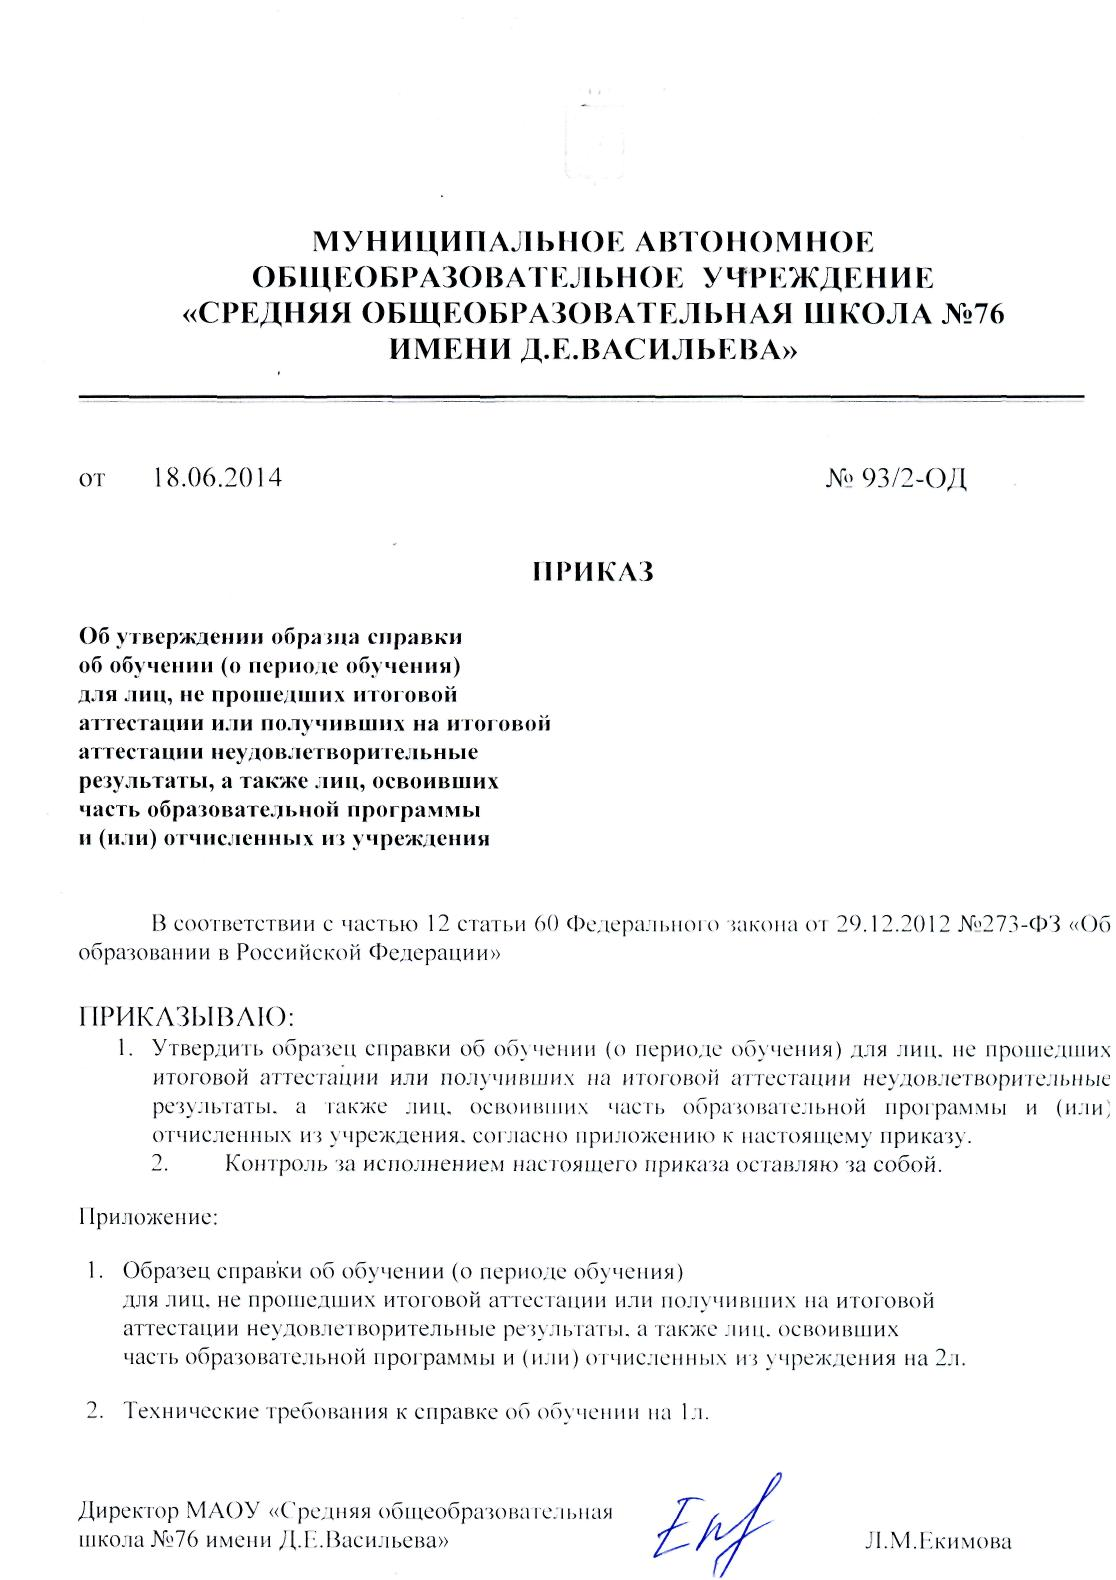 МУНИЦИПАЛЬНОЕ АВТОНОМНОЕ
ОБЩЕОБРАЗОВАТЕЛЬНОЕ УЧРЕЖДЕНИЕ
«СРЕДНЯЯ ОБЩЕОБРАЗОВАТЕЛЬНАЯ ШКОЛА №76
ИМЕНИ Д.Е.ВАСИЛЬЕВА»
от 18.06.2014 № 93/2-ОД
ПРИКАЗ
Об утверждении образца справки
об обучении (о периоде обучения)
для лиц, не прошедших итоговой
аттестации или получивших на итоговой
аттестации неудовлетворительные
результаты, а также лиц, освоивших
часть образовательной программы
и (или) отчисленных из учреждения
В соответствии с частью 12 статьи 60 Федерального закона от 29.12.2012 №273-ФЗ «Об
образовании в Российской Федерации»
ПРИКАЗЫВАЮ:
1. Утвердить образец справки об обучении (о периоде обучения) для лиц, не прошедших
итоговой аттестации или получивших на итоговой аттестации неудовлетворительные
результаты, а также лиц, освоивших часть образовательной программы и (или)
отчисленных из учреждения, согласно приложению к настоящему приказу.
2. Контроль за исполнением настоящего приказа оставляю за собой.
Приложение:
1. Образец справки об обучении (о периоде обучения)
для лиц, не прошедших итоговой аттестации или получивших на итоговой
аттестации неудовлетворительные результаты, а также лиц, освоивших
часть образовательной программы и (или) отчисленных из учреждения на 2л.
2. Технические требования к справке об обучении на 1л.
Директор МАОУ «Средняя общеобразовательная
школа №76 имени Д.Е.Васильева» Л.М.Екимова